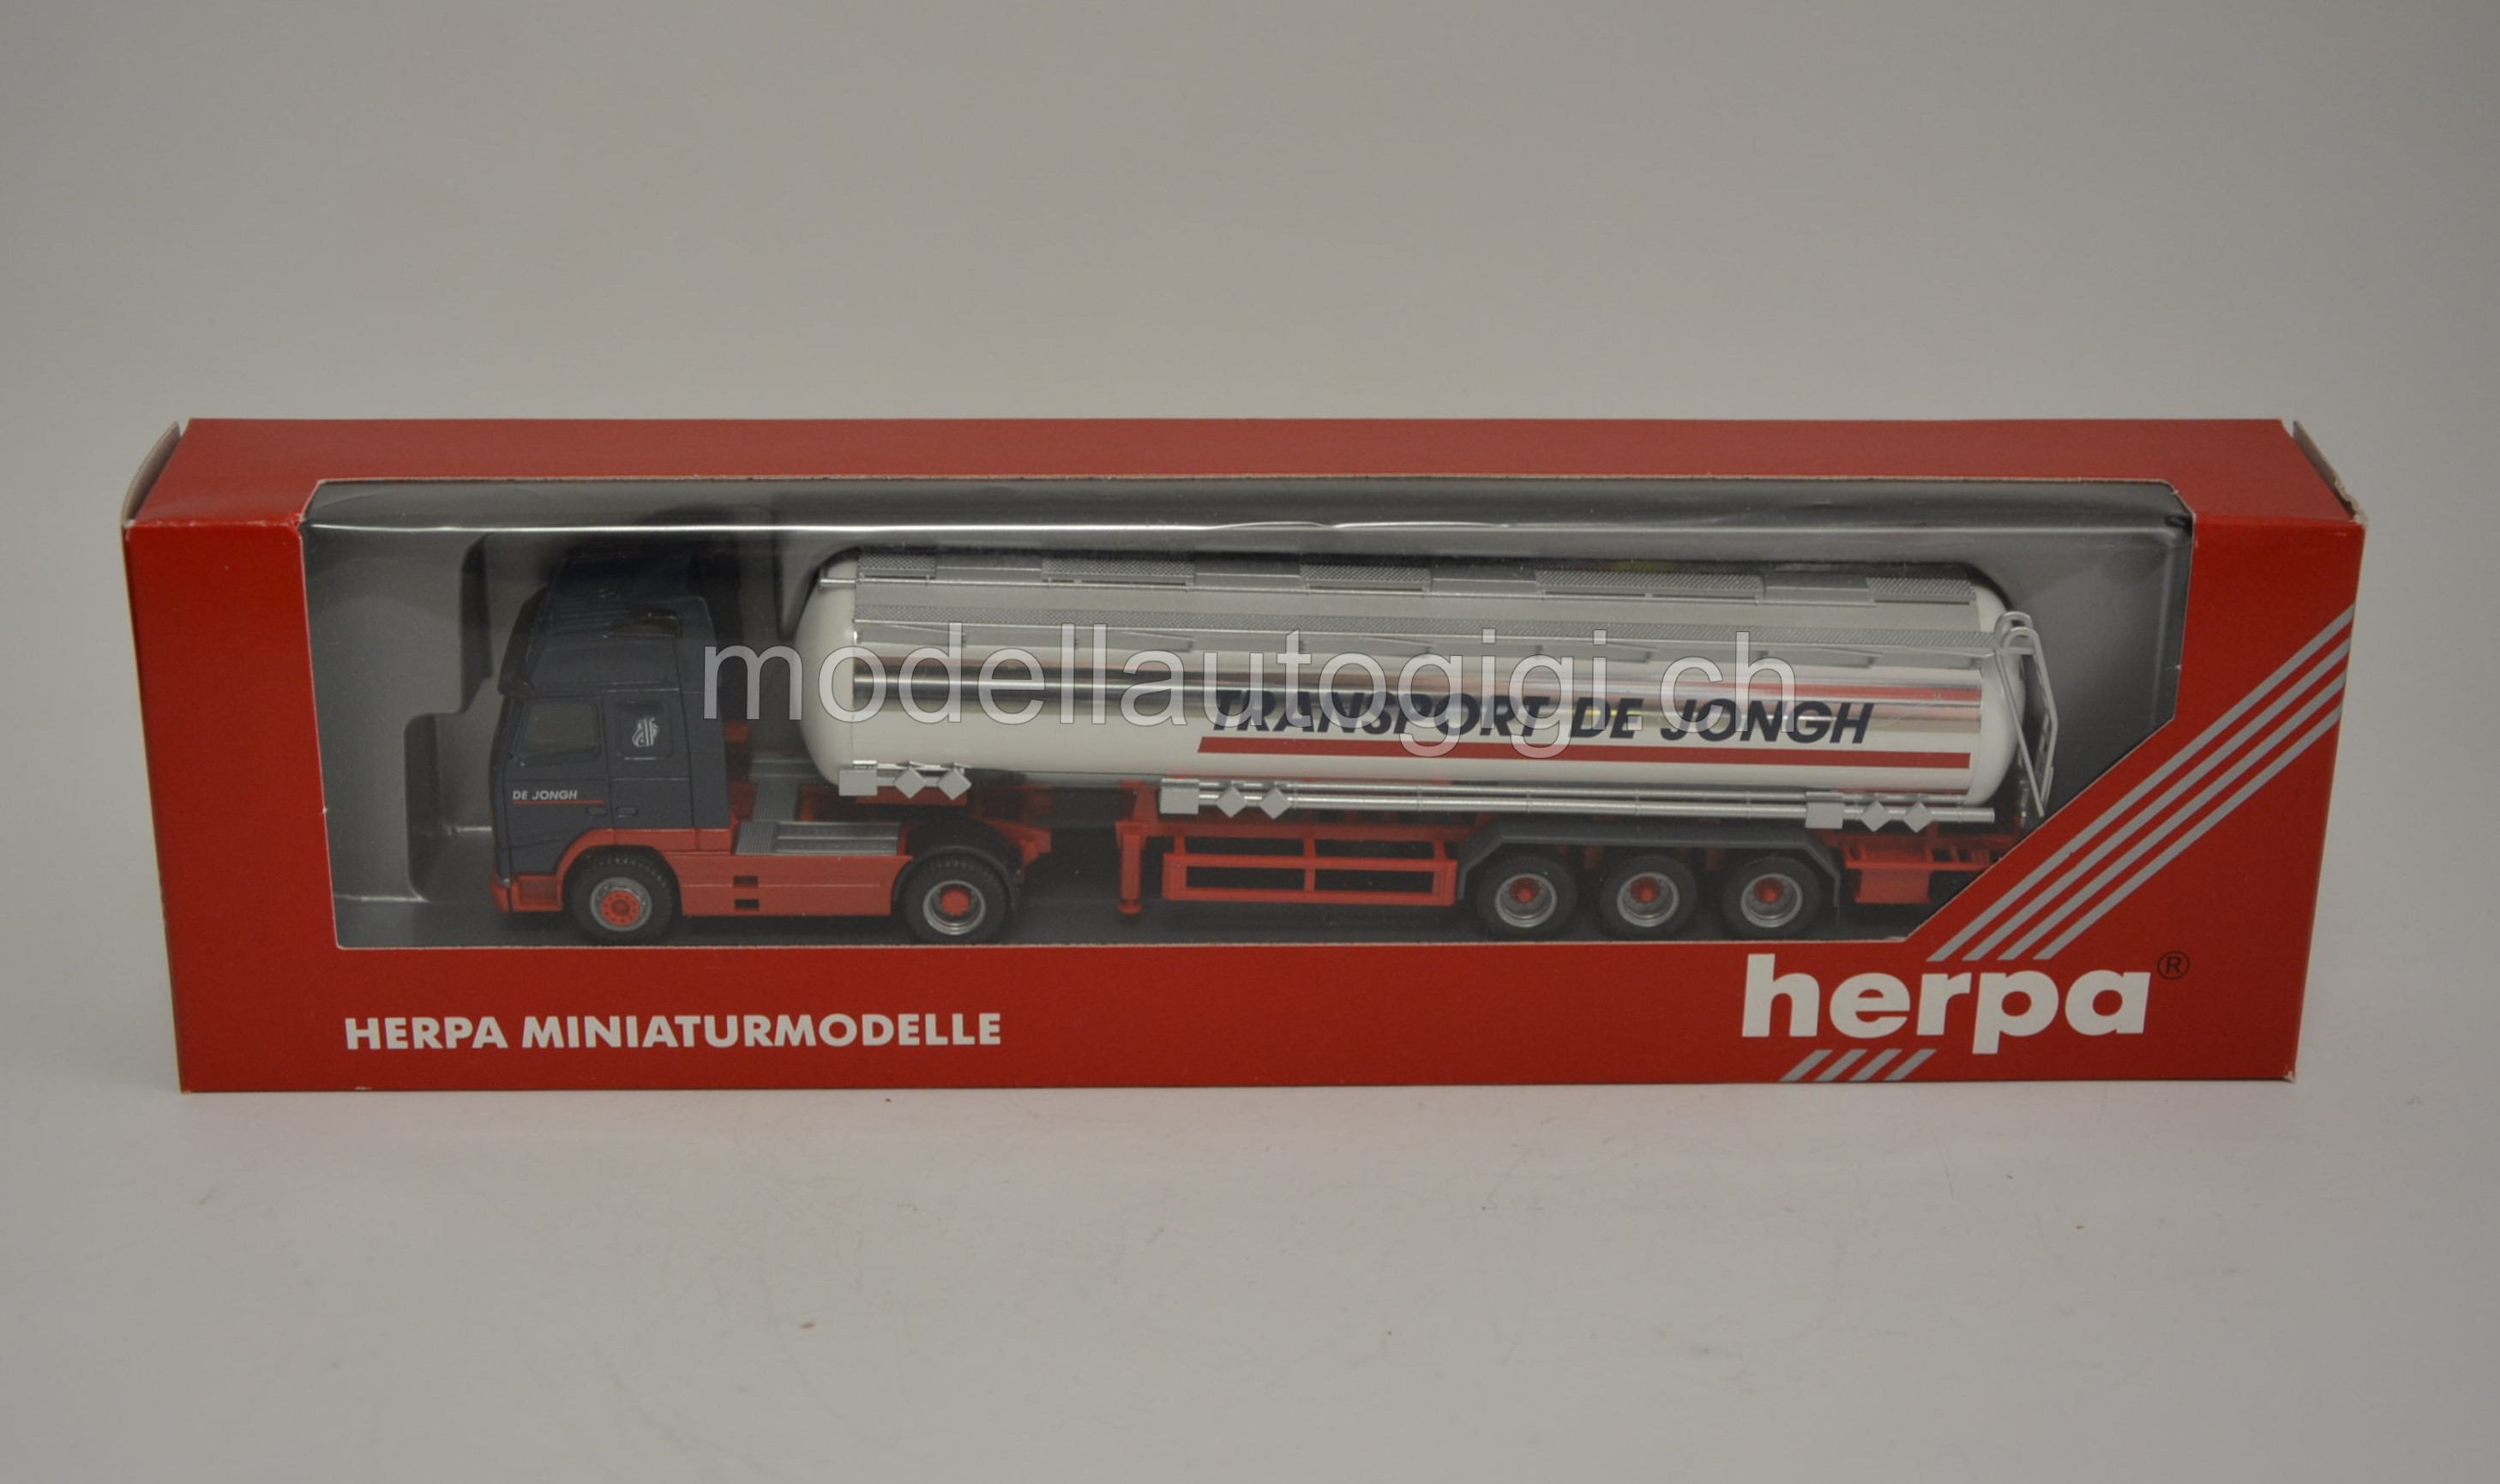 modellautogigi.ch
TRANSPORT DE JONGH
DE JONGH
HERPA MINIATURMODELLE
herpa®